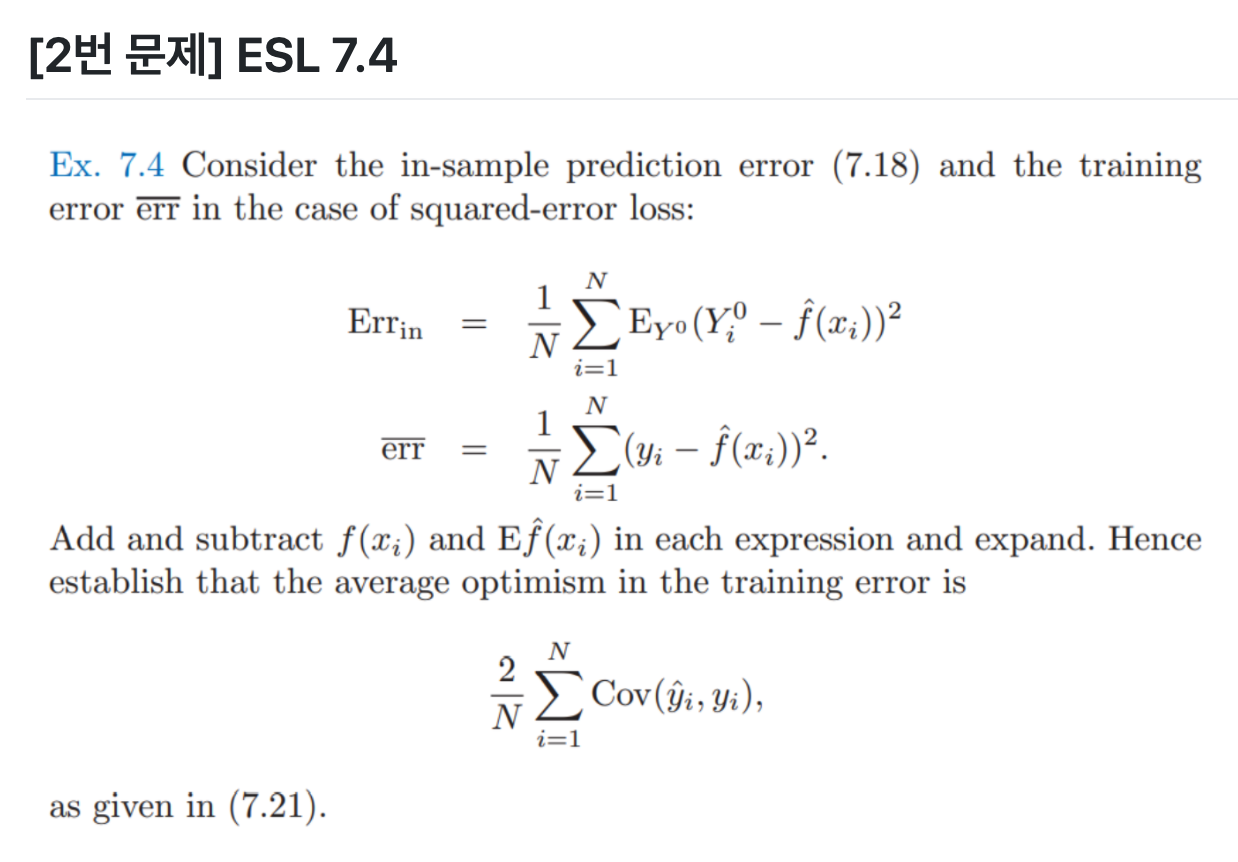 [2번 문제] ESL 7.4
Ex. 7.4 Consider the in-sample prediction error (7.18) and the training
error $\overline{\text{err}}$ in the case of squared-error loss:
$\text{Err}_{\text{in}} = \frac{1}{N} \sum_{i=1}^{N} \text{E}_{Y^0}(Y_i^0 - \hat{f}(x_i))^2$
$\overline{\text{err}} = \frac{1}{N} \sum_{i=1}^{N} (y_i - \hat{f}(x_i))^2.$
Add and subtract $f(x_i)$ and $\text{E}\hat{f}(x_i)$ in each expression and expand. Hence
establish that the average optimism in the training error is
$\frac{2}{N} \sum_{i=1}^{N} \text{Cov}(\hat{y}_i, y_i),$
as given in (7.21).